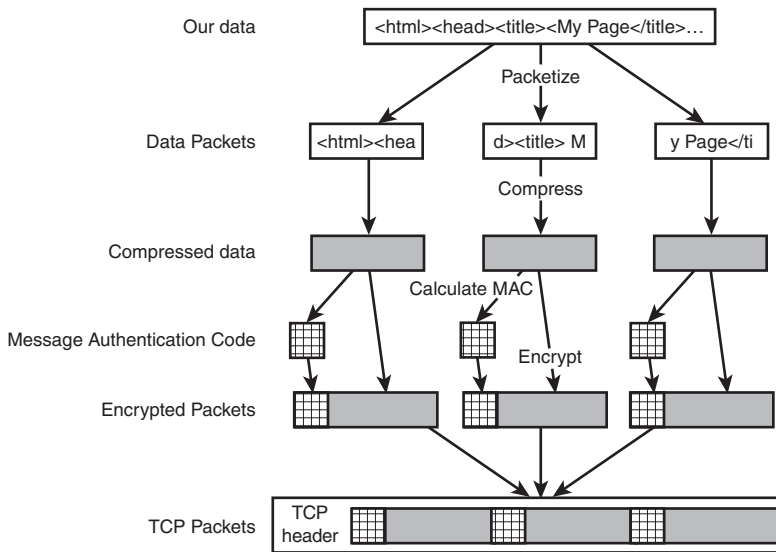 Our data
<html><head><title><My Page</title>…
Packetize
Data Packets
<html><hea
d><title> M
y Page</ti
Compress
Compressed data
Calculate MAC
Message Authentication Code
Encrypt
Encrypted Packets
TCP Packets
TCP
header